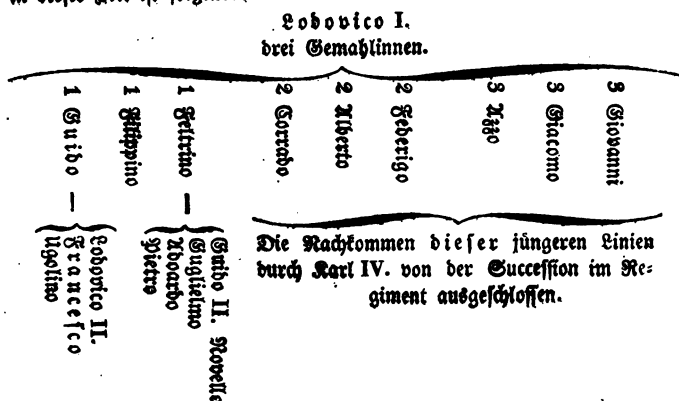 Lodovico I.
drei Gemahlinnen.
1 Guido —
1 Filippino
1 Feltrino —
2 Corrado.
2 Alberto
2 Federigo
3 Azzo
3 Giacomo
3 Giovanni
Lodovico II.
Francesco
Ugolino
Guido II. Novelle
Guglielmo
Adoardo
Pietro
Die Nachkommen dieser jüngeren Linien
durch Karl IV. von der Succession im Re=
giment ausgeschlossen.